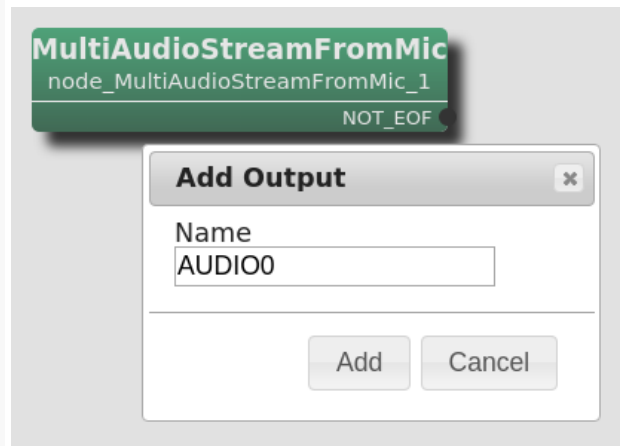 MultiAudioStreamFromMic
node_MultiAudioStreamFromMic_1
NOT_EOF
Add Output
Name
AUDIO0
Add Cancel